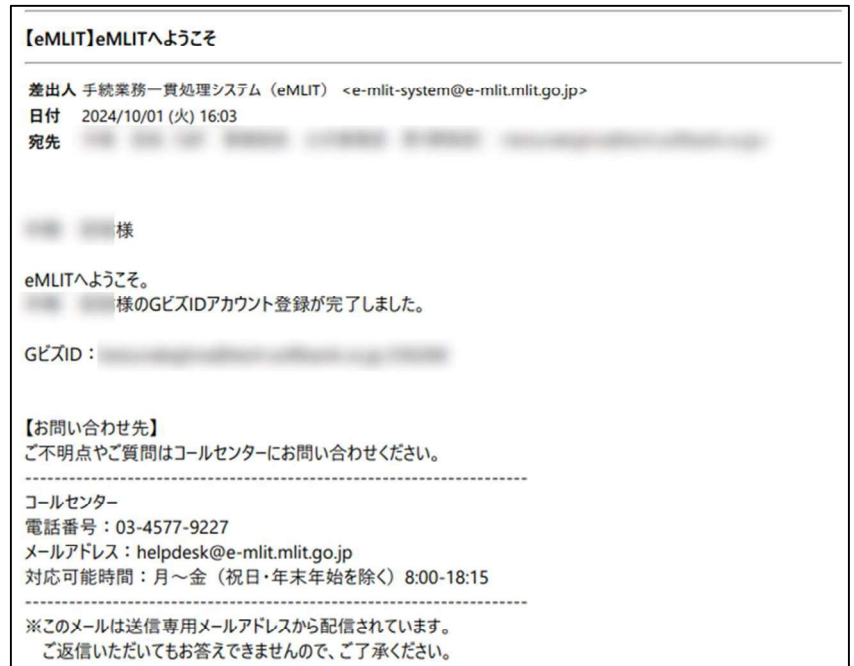 【eMLIT】eMLITへようこそ
差出人 手続業務一貫処理システム（eMLIT） <e-mlit-system@e-mlit.mlit.go.jp>
日付 2024/10/01 (火) 16:03
宛先
様
eMLITへようこそ。
様のGビズIDアカウント登録が完了しました。
GビズID：
【お問い合わせ先】
ご不明点やご質問はコールセンターにお問い合わせください。
--------------------------------------------------------------------
コールセンター
電話番号：03-4577-9227
メールアドレス：helpdesk@e-mlit.mlit.go.jp
対応可能時間：月～金（祝日・年末年始を除く）8:00-18:15
--------------------------------------------------------------------
※このメールは送信専用メールアドレスから配信されています。
ご返信いただいてもお答えできませんので、ご了承ください。